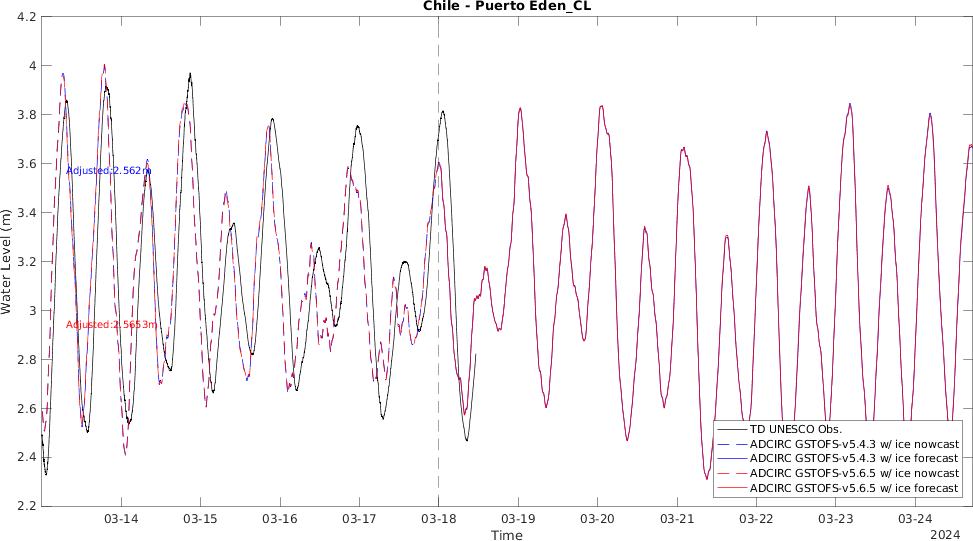 Chile - Puerto Eden_CL
4.2
4
3.8
3.6
3.4
3.2
3
2.8
2.6
2.4
2.2
Water Level (m)
Adjusted:2.562m
Adjusted:2.5653m
TD UNESCO Obs.
ADCIRC GSTOFS-v5.4.3 w/ ice nowcast
ADCIRC GSTOFS-v5.4.3 w/ ice forecast
ADCIRC GSTOFS-v5.6.5 w/ ice nowcast
ADCIRC GSTOFS-v5.6.5 w/ ice forecast
03-14 03-15 03-16 03-17 03-18 03-19 03-20 03-21 03-22 03-23 03-24
Time
2024